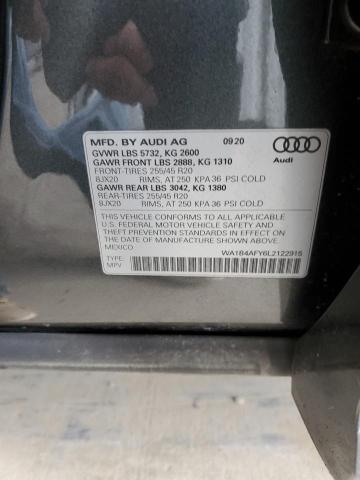 MFD. BY AUDI AG 09 20
GVWR LBS 5732, KG 2600
GAWR FRONT LBS 2888, KG 1310
FRONT-TIRES 255/45 R20
8JX20 RIMS, AT 250 KPA 36 PSI COLD
GAWR REAR LBS 3042, KG 1380
REAR-TIRES 255/45 R20
8JX20 RIMS, AT 250 KPA 36 PSI COLD
Audi
THIS VEHICLE CONFORMS TO ALL APPLICABLE
U.S. FEDERAL MOTOR VEHICLE SAFETY AND
THEFT PREVENTION STANDARDS IN EFFECT
ON THE DATE OF MANUFACTURE SHOWN ABOVE
MEXICO
TYPE: WA1B4AFY6L2122915
MPV